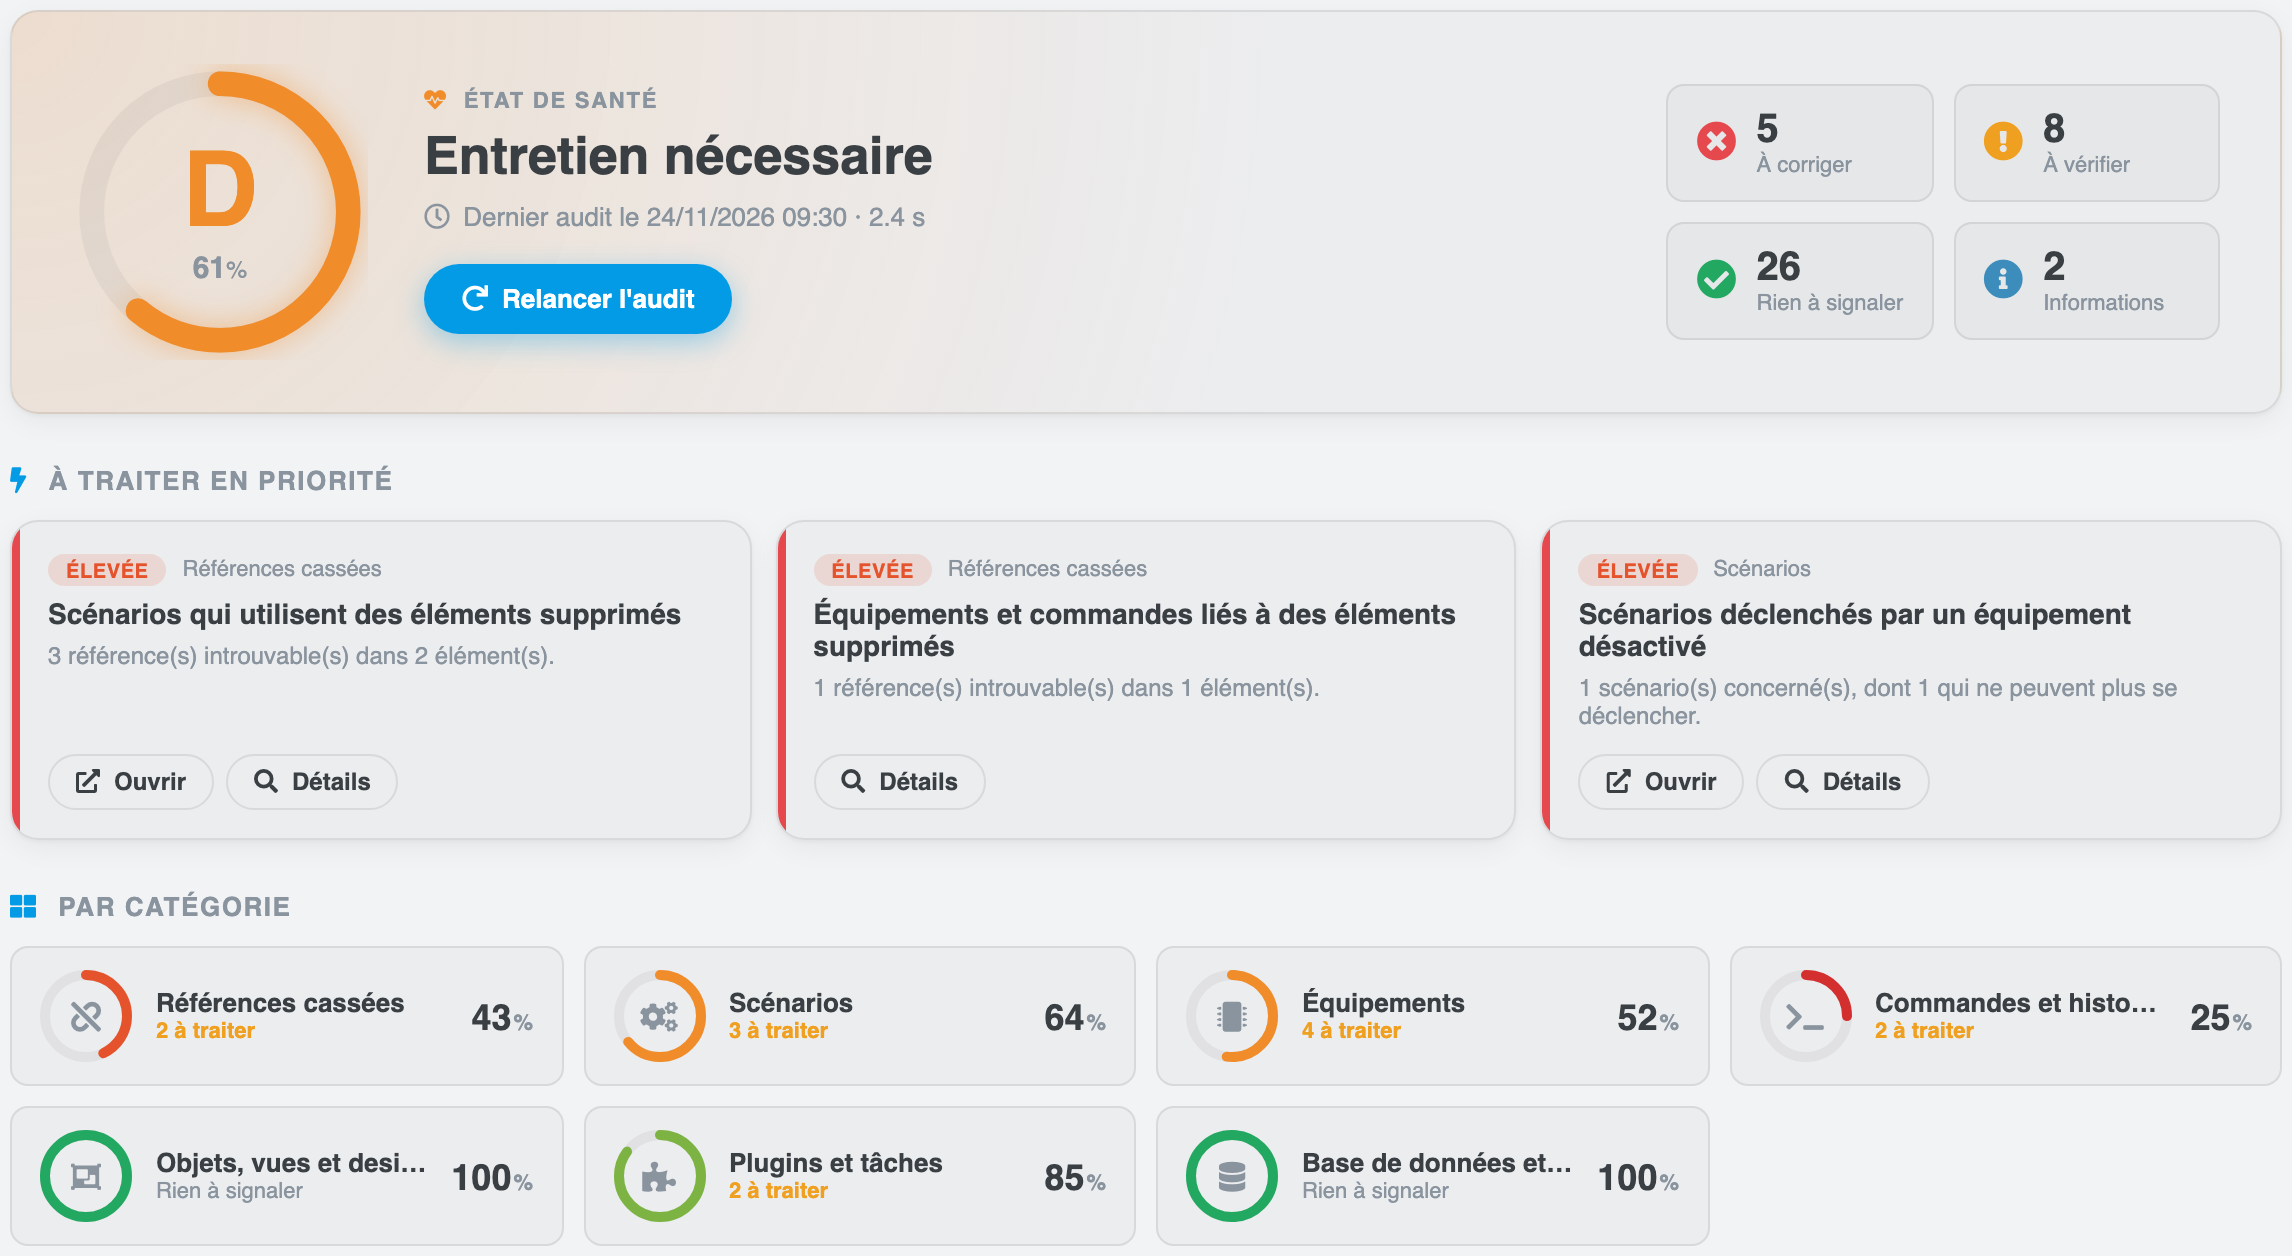 ÉTAT DE SANTÉ
Entretien nécessaire
Dernier audit le 24/11/2026 09:30 · 2.4 s
Relancer l'audit
D
61%
5
À corriger
8
À vérifier
26
Rien à signaler
2
Informations
À TRAITER EN PRIORITÉ
ÉLEVÉE Références cassées
Scénarios qui utilisent des éléments supprimés
3 référence(s) introuvable(s) dans 2 élément(s).
Ouvrir Détails
ÉLEVÉE Références cassées
Équipements et commandes liés à des éléments
supprimés
1 référence(s) introuvable(s) dans 1 élément(s).
Détails
ÉLEVÉE Scénarios
Scénarios déclenchés par un équipement
désactivé
1 scénario(s) concerné(s), dont 1 qui ne peuvent plus se
déclencher.
Ouvrir Détails
PAR CATÉGORIE
Références cassées
2 à traiter
43%
Scénarios
3 à traiter
64%
Équipements
4 à traiter
52%
Commandes et histo...
2 à traiter
25%
Objets, vues et desi...
Rien à signaler
100%
Plugins et tâches
2 à traiter
85%
Base de données et...
Rien à signaler
100%